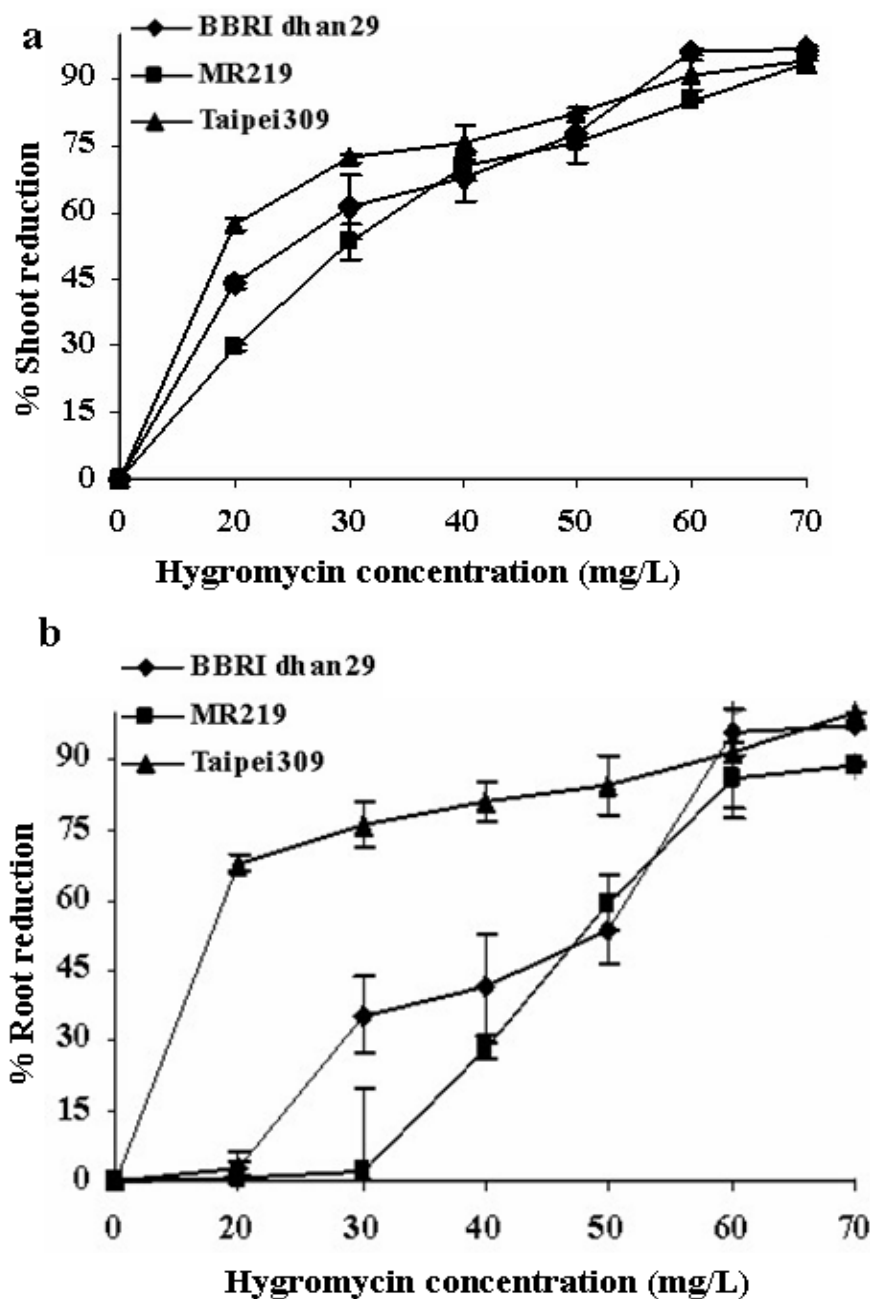 a
BBRI dhan29
MR219
Taipei309
% Shoot reduction
90
75
60
45
30
15
0
0 20 30 40 50 60 70
Hygromycin concentration (mg/L)
b
BBRI dhan29
MR219
Taipei309
% Root reduction
90
75
60
45
30
15
0
0 20 30 40 50 60 70
Hygromycin concentration (mg/L)